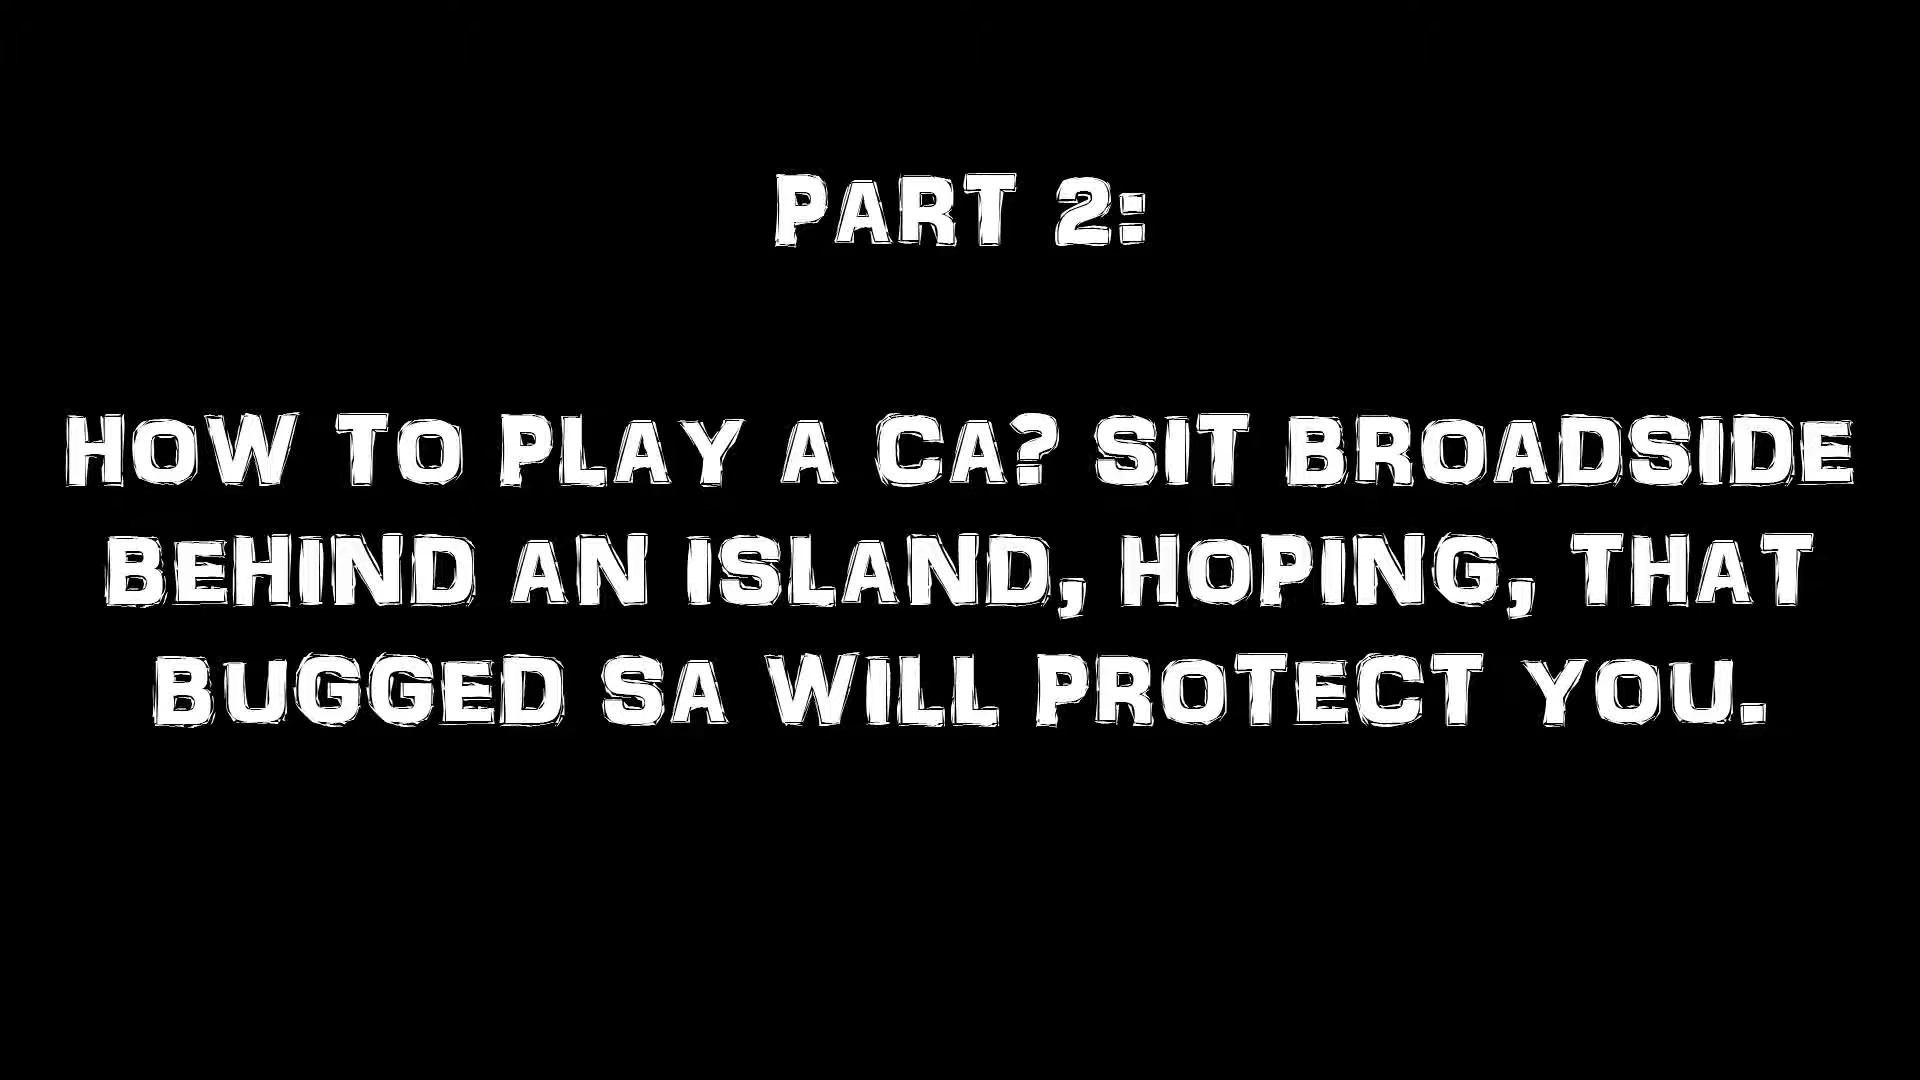 PART 2:
HOW TO PLAY A CA? SIT BROADSIDE
BEHIND AN ISLAND, HOPING, THAT
BUGGED SA WILL PROTECT YOU.